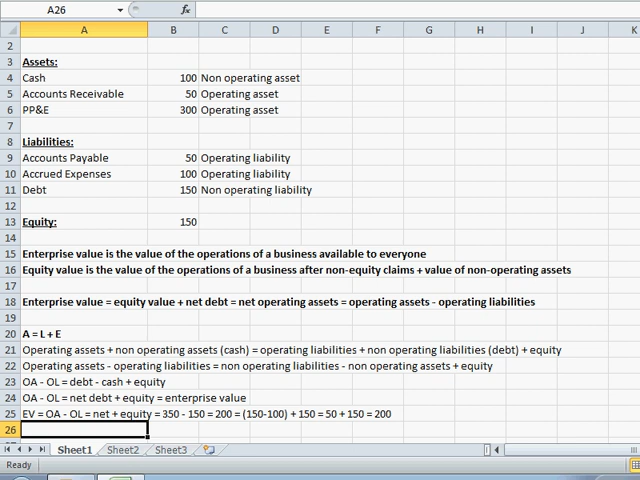 A26 fx
A B C D E F G H I J K
2
3 Assets:
4 Cash 100 Non operating asset
5 Accounts Receivable 50 Operating asset
6 PP&E 300 Operating asset
7
8 Liabilities:
9 Accounts Payable 50 Operating liability
10 Accrued Expenses 100 Operating liability
11 Debt 150 Non operating liability
12
13 Equity: 150
14
15 Enterprise value is the value of the operations of a business available to everyone
16 Equity value is the value of the operations of a business after non-equity claims + value of non-operating assets
17
18 Enterprise value = equity value + net debt = net operating assets = operating assets - operating liabilities
19
20 A = L + E
21 Operating assets + non operating assets (cash) = operating liabilities + non operating liabilities (debt) + equity
22 Operating assets - operating liabilities = non operating liabilities - non operating assets + equity
23 OA - OL = debt - cash + equity
24 OA - OL = net debt + equity = enterprise value
25 EV = OA - OL = net + equity = 350 - 150 = 200 = (150-100) + 150 = 50 + 150 = 200
26
Sheet1 Sheet2 Sheet3
Ready